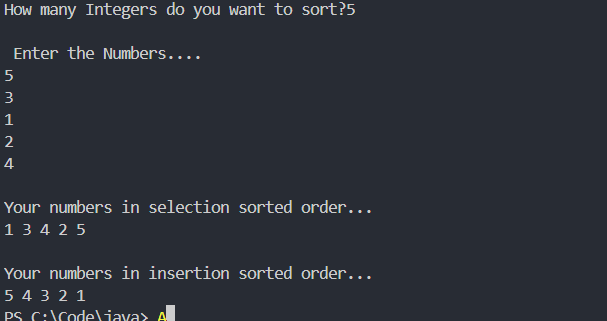 How many Integers do you want to sort?5
Enter the Numbers....
5
3
1
2
4
Your numbers in selection sorted order...
1 3 4 2 5
Your numbers in insertion sorted order...
5 4 3 2 1
PS C:\Code\java> A